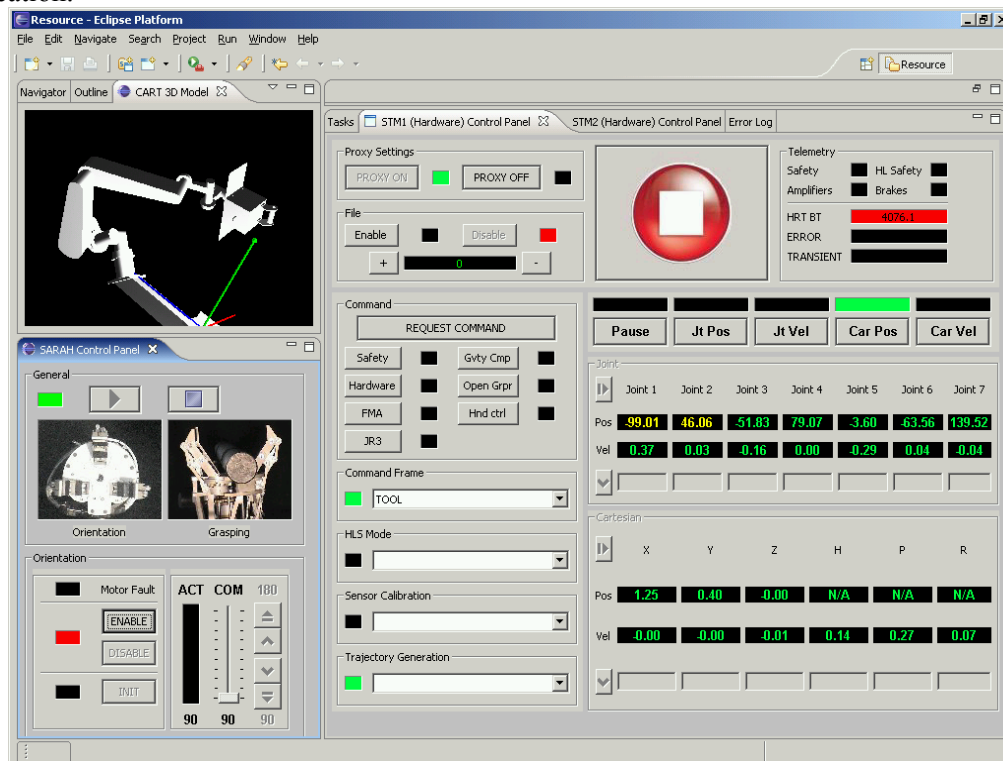 Resource - Eclipse Platform
File Edit Navigate Search Project Run Window Help
Resource
Navigator Outline CART 3D Model
Tasks STM1 (Hardware) Control Panel STM2 (Hardware) Control Panel Error Log
Proxy Settings
PROXY ON PROXY OFF
File
Enable Disable
+ 0 -
Telemetry
Safety HL Safety
Amplifiers Brakes
HRT BT 4076.1
ERROR
TRANSIENT
Command
REQUEST COMMAND
Safety Gvty Cmp
Hardware Open Grpr
FMA Hnd ctrl
JR3
Command Frame
TOOL
HLS Mode
Sensor Calibration
Trajectory Generation
Pause Jt Pos Jt Vel Car Pos Car Vel
Joint
Joint 1 Joint 2 Joint 3 Joint 4 Joint 5 Joint 6 Joint 7
Pos -99.01 46.06 -51.83 79.07 -3.60 -63.56 139.52
Vel 0.37 0.03 -0.16 0.00 -0.29 0.04 -0.04
Cartesian
X Y Z H P R
Pos 1.25 0.40 -0.00 N/A N/A N/A
Vel -0.00 -0.00 -0.01 0.14 0.27 0.07
SARAH Control Panel
General
Orientation Grasping
Orientation
Motor Fault
ENABLE
DISABLE
INIT
ACT COM 180
90 90 90